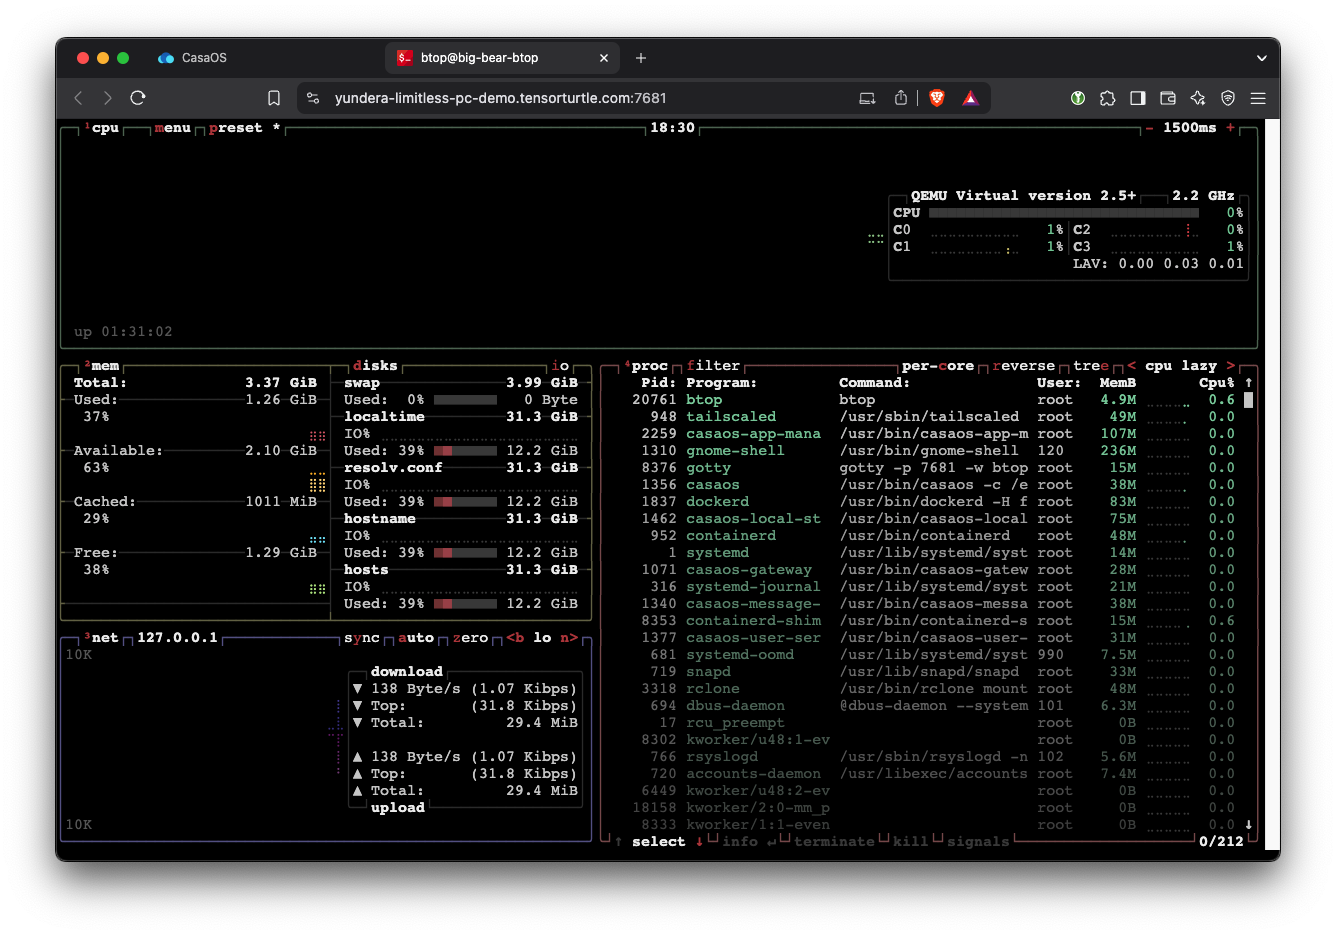 CasaOS
$_ btop@big-bear-btop
yundera-limitless-pc-demo.tensorturtle.com:7681
1cpu menu preset * 18:30 - 1500ms +
QEMU Virtual version 2.5+ 2.2 GHz
CPU 0%
C0 1% C2 0%
C1 1% C3 1%
LAV: 0.00 0.03 0.01
up 01:31:02
2mem
Total: 3.37 GiB
Used: 1.26 GiB
37%
Available: 2.10 GiB
63%
Cached: 1011 MiB
29%
Free: 1.29 GiB
38%
disks io
swap 3.99 GiB
Used: 0% 0 Byte
localtime 31.3 GiB
IO%
Used: 39% 12.2 GiB
resolv.conf 31.3 GiB
IO%
Used: 39% 12.2 GiB
hostname 31.3 GiB
IO%
Used: 39% 12.2 GiB
hosts 31.3 GiB
IO%
Used: 39% 12.2 GiB
3net 127.0.0.1 sync auto zero <b lo n>
10K
download
▼ 138 Byte/s (1.07 Kibps)
▼ Top: (31.8 Kibps)
▼ Total: 29.4 MiB
▲ 138 Byte/s (1.07 Kibps)
▲ Top: (31.8 Kibps)
▲ Total: 29.4 MiB
upload
10K
4proc filter per-core reverse tree < cpu lazy >
Pid: Program: Command: User: MemB Cpu% ↑
20761 btop btop root 4.9M 0.6
948 tailscaled /usr/sbin/tailscaled root 49M 0.0
2259 casaos-app-mana /usr/bin/casaos-app-m root 107M 0.0
1310 gnome-shell /usr/bin/gnome-shell 120 236M 0.0
8376 gotty gotty -p 7681 -w btop root 15M 0.0
1356 casaos /usr/bin/casaos -c /e root 38M 0.0
1837 dockerd /usr/bin/dockerd -H f root 83M 0.0
1462 casaos-local-st /usr/bin/casaos-local root 75M 0.0
952 containerd /usr/bin/containerd root 48M 0.0
1 systemd /usr/lib/systemd/syst root 14M 0.0
1071 casaos-gateway /usr/bin/casaos-gatew root 28M 0.0
316 systemd-journal /usr/lib/systemd/syst root 21M 0.0
1340 casaos-message- /usr/bin/casaos-messa root 38M 0.0
8353 containerd-shim /usr/bin/containerd-s root 15M 0.6
1377 casaos-user-ser /usr/bin/casaos-user- root 31M 0.0
681 systemd-oomd /usr/lib/systemd/syst 990 7.5M 0.0
719 snapd /usr/lib/snapd/snapd root 33M 0.0
3318 rclone /usr/bin/rclone mount root 48M 0.0
694 dbus-daemon @dbus-daemon --system 101 6.3M 0.0
17 rcu_preempt root 0B 0.0
8302 kworker/u48:1-ev root 0B 0.0
766 rsyslogd /usr/sbin/rsyslogd -n 102 5.6M 0.0
720 accounts-daemon /usr/libexec/accounts root 7.4M 0.0
6449 kworker/u48:2-ev root 0B 0.0
18158 kworker/2:0-mm_p root 0B 0.0
8333 kworker/1:1-even root 0B 0.0 ↓
↑ select ↓ info ↵ terminate kill signals 0/212